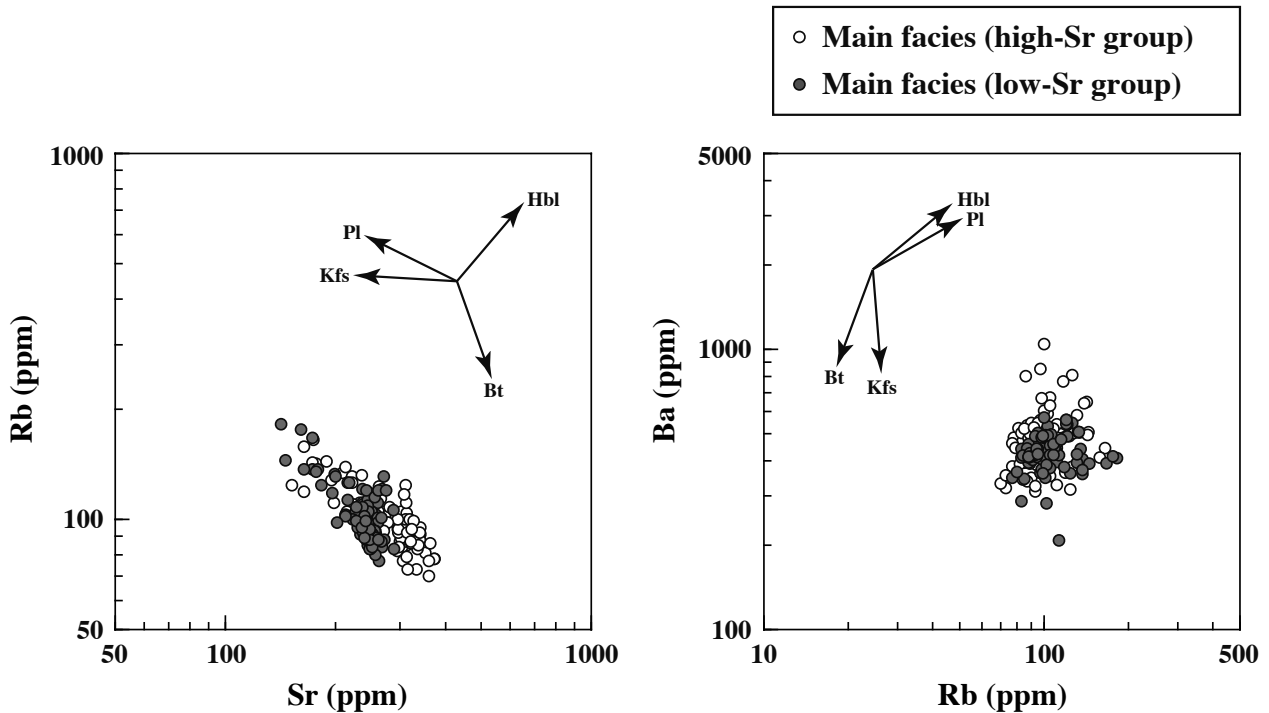 Main facies (high-Sr group)
Main facies (low-Sr group)
1000
100
50
Rb (ppm)
Hbl
Pl
Kfs
Bt
50
100
1000
Sr (ppm)
5000
1000
100
Ba (ppm)
Hbl
Pl
Bt
Kfs
10
100
500
Rb (ppm)